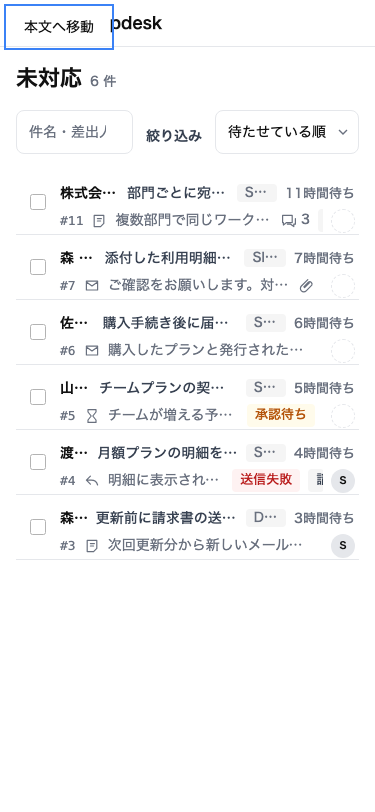 本文へ移動 pdesk
未対応 6 件
件名・差出人 絞り込み 待たせている順
株式会… 部門ごとに宛… S… 11時間待ち
#11 複数部門で同じワーク… 3
森 … 添付した利用明細… Sl… 7時間待ち
#7 ご確認をお願いします。対…
佐… 購入手続き後に届… S… 6時間待ち
#6 購入したプランと発行された…
山… チームプランの契… S… 5時間待ち
#5 チームが増える予… 承認待ち
渡… 月額プランの明細を… S… 4時間待ち
#4 明細に表示され… 送信失敗 S
森… 更新前に請求書の送… D… 3時間待ち
#3 次回更新分から新しいメール… S